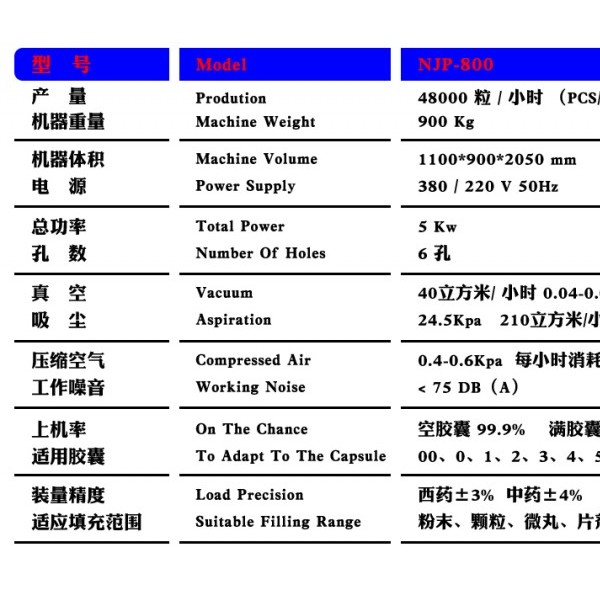 型 号 Model NJP-800
产 量 Prodution 48000 粒 / 小时 （PCS/
机器重量 Machine Weight 900 Kg
机器体积 Machine Volume 1100*900*2050 mm
电 源 Power Supply 380 / 220 V 50Hz
总功率 Total Power 5 Kw
孔 数 Number Of Holes 6 孔
真 空 Vacuum 40立方米/ 小时 0.04-0.
吸 尘 Aspiration 24.5Kpa 210立方米/小
压缩空气 Compressed Air 0.4-0.6Kpa 每小时消耗
工作噪音 Working Noise < 75 DB（A）
上机率 On The Chance 空胶囊 99.9% 满胶囊
适用胶囊 To Adapt To The Capsule 00、0、1、2、3、4、5
装量精度 Load Precision 西药±3% 中药±4%
适应填充范围 Suitable Filling Range 粉末、颗粒、微丸、片剂